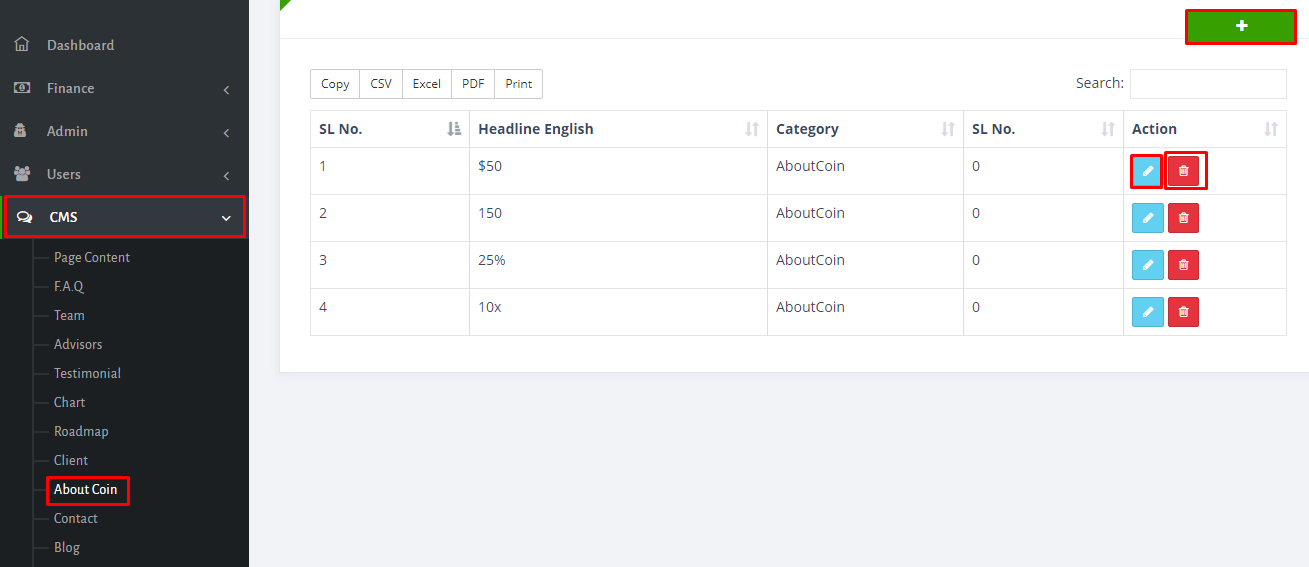 Dashboard
Finance
Admin
Users
CMS
Page Content
F.A.Q
Team
Advisors
Testimonial
Chart
Roadmap
Client
About Coin
Contact
Blog
Copy CSV Excel PDF Print
Search:
SL No. Headline English Category SL No. Action
1 $50 AboutCoin 0
2 150 AboutCoin 0
3 25% AboutCoin 0
4 10x AboutCoin 0